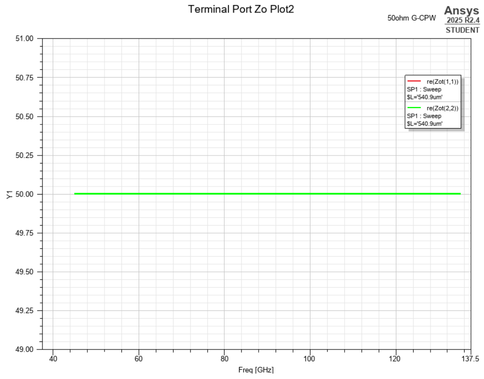 Terminal Port Zo Plot2
50ohm G-CPW
Ansys
2025 R2.4
STUDENT
51.00
50.75
50.50
50.25
50.00
49.75
49.50
49.25
49.00
Y1
re(Zot(1,1))
SP1 : Sweep
$L='540.9um'
re(Zot(2,2))
SP1 : Sweep
$L='540.9um'
40
60
80
100
120
137.5
Freq [GHz]